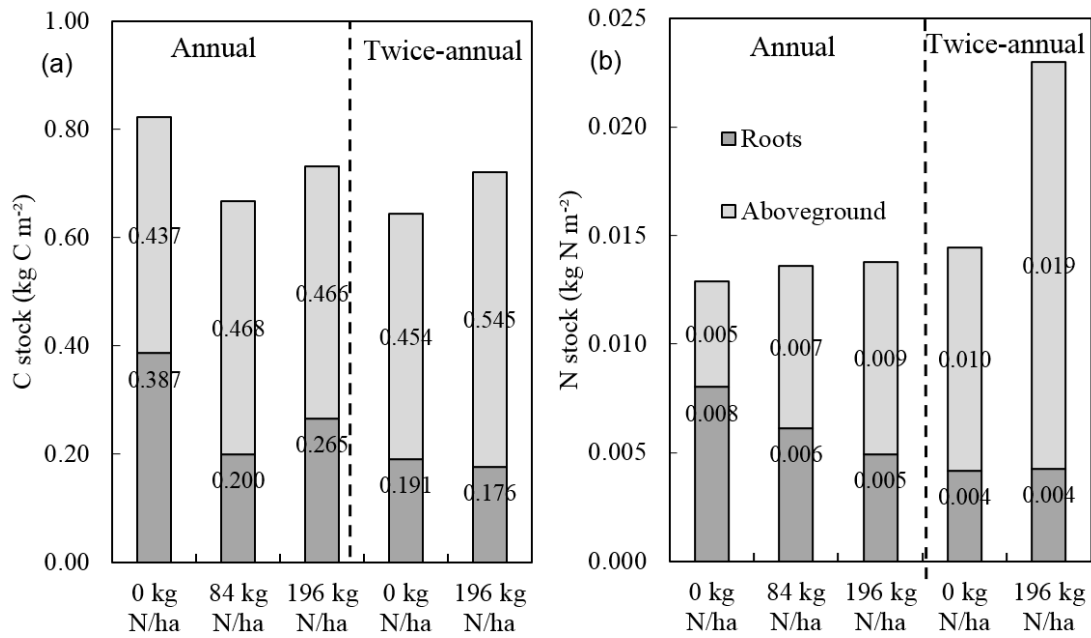 (a)
Annual
Twice-annual
C stock (kg C m⁻²)
1.00
0.80
0.60
0.40
0.20
0.00
0.437
0.387
0.468
0.200
0.466
0.265
0.454
0.191
0.545
0.176
0 kg
N/ha
84 kg
N/ha
196 kg
N/ha
0 kg
N/ha
196 kg
N/ha
(b)
Annual
Twice-annual
Roots
Aboveground
N stock (kg N m⁻²)
0.025
0.020
0.015
0.010
0.005
0.000
0.005
0.008
0.007
0.006
0.009
0.005
0.010
0.004
0.019
0.004
0 kg
N/ha
84 kg
N/ha
196 kg
N/ha
0 kg
N/ha
196 kg
N/ha